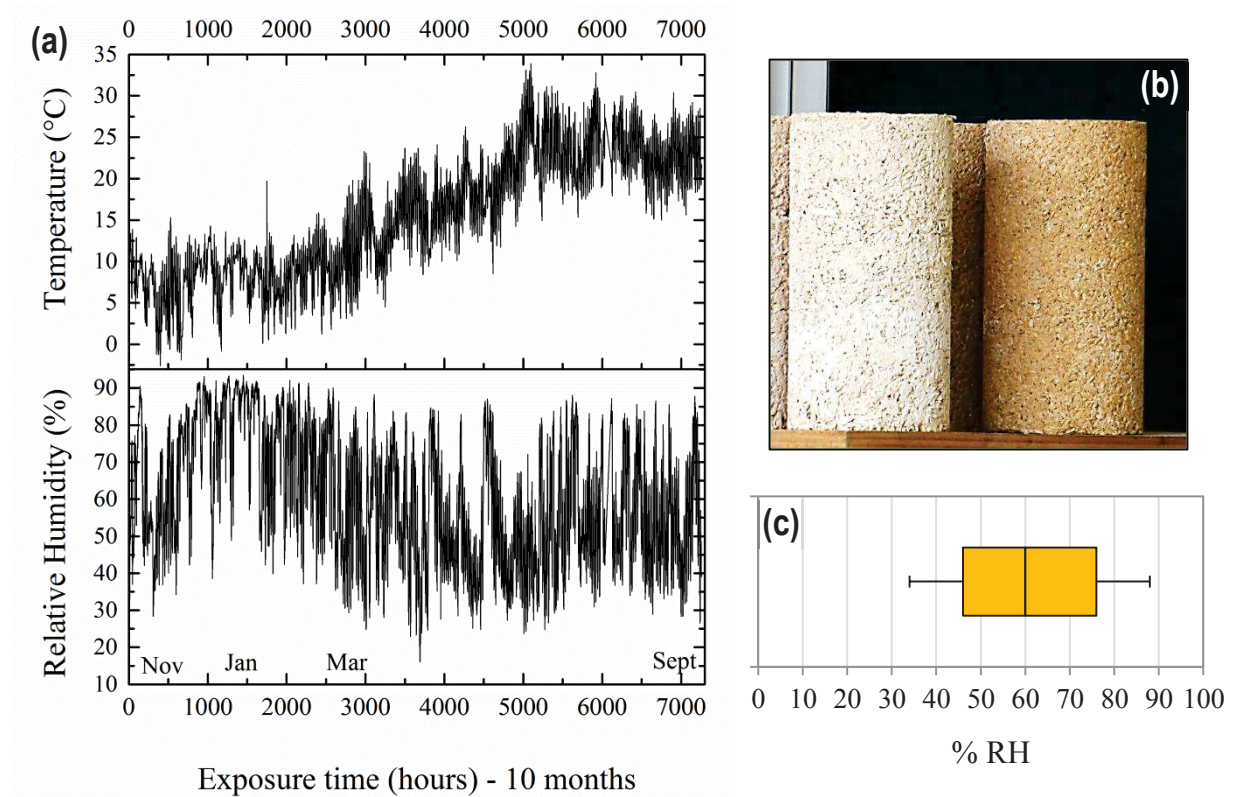 (a)
0 1000 2000 3000 4000 5000 6000 7000
Temperature (°C)
35
30
25
20
15
10
5
0
Relative Humidity (%)
90
80
70
60
50
40
30
20
10
Nov Jan Mar Sept
0 1000 2000 3000 4000 5000 6000 7000
Exposure time (hours) - 10 months
(b)
(c)
0 10 20 30 40 50 60 70 80 90 100
% RH